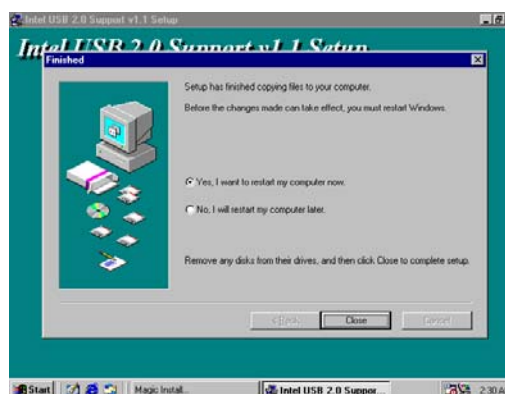 Intel USB 2.0 Support v1.1 Setup
Intel USB 2.0 Support v1.1 Setup
Finished
Setup has finished copying files to your computer.
Before the changes made can take effect, you must restart Windows.
Yes, I want to restart my computer now.
No, I will restart my computer later.
Remove any disks from their drives, and then click Close to complete setup.
< Back Close Cancel
Start Magic Install... Intel USB 2.0 Suppor... 2:30 A